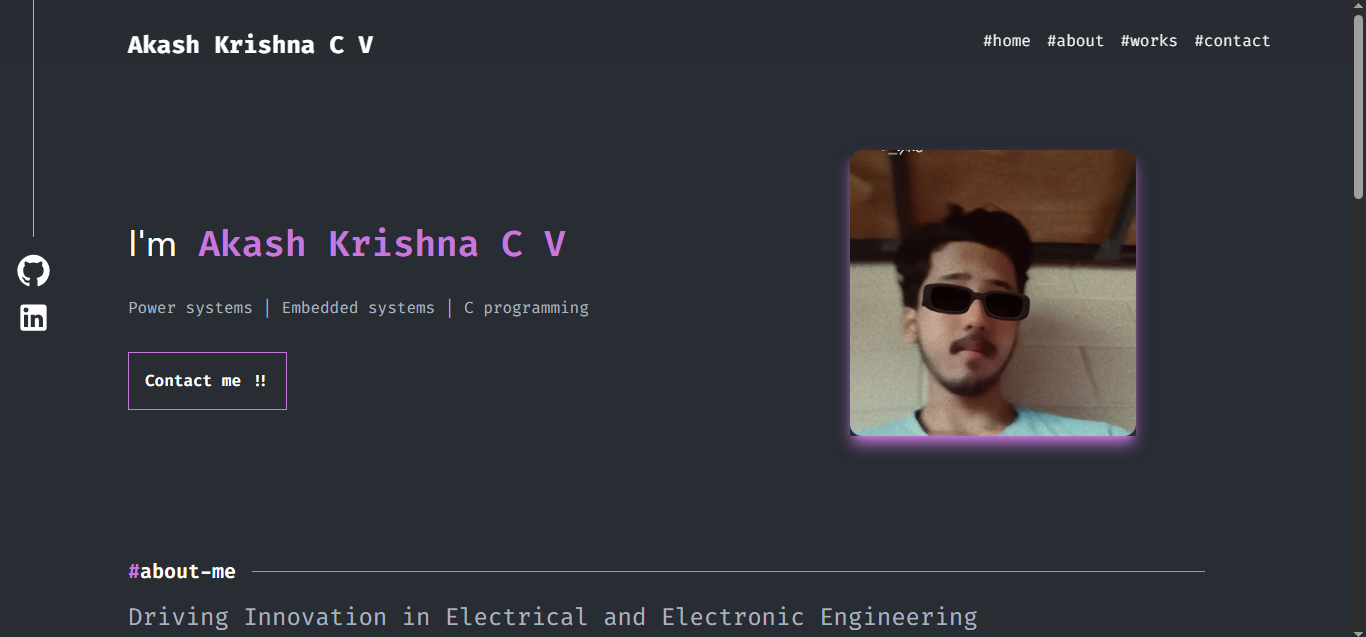 Akash Krishna C V
#home #about #works #contact
I'm Akash Krishna C V
Power systems | Embedded systems | C programming
Contact me !!
#about-me
Driving Innovation in Electrical and Electronic Engineering